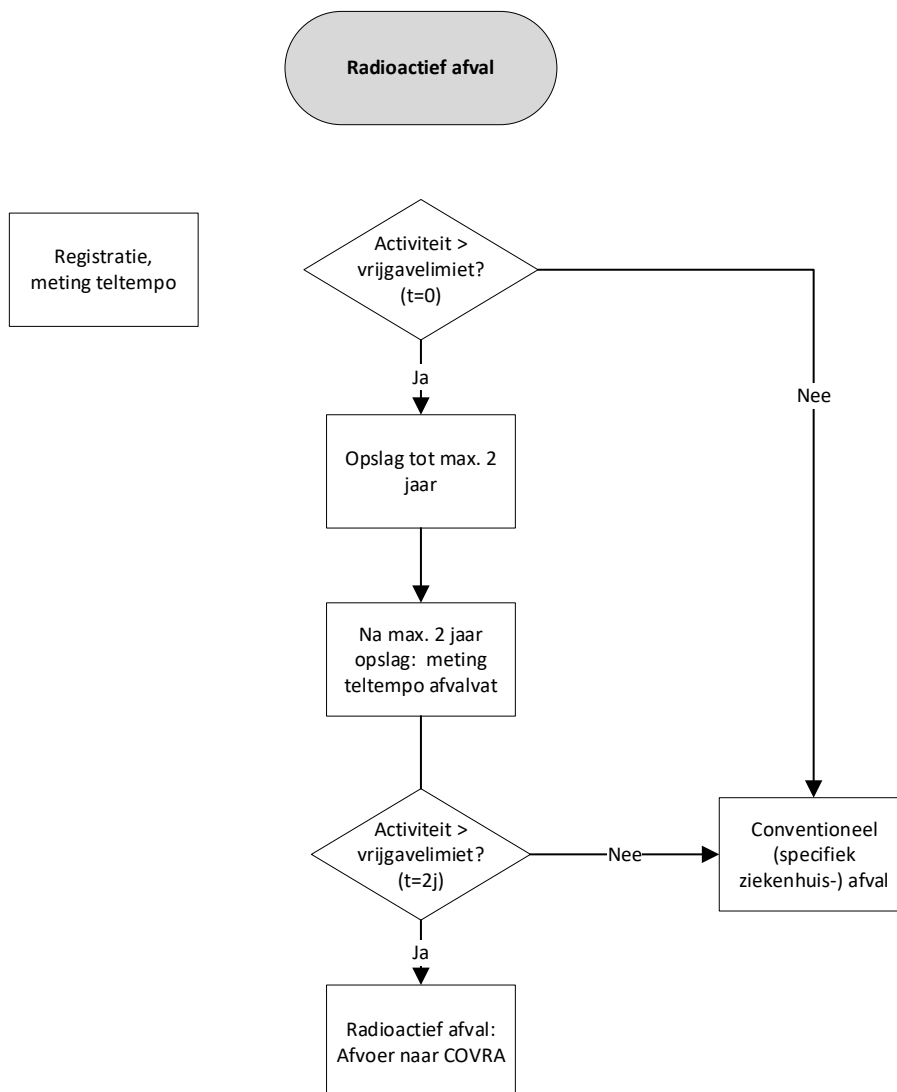 Radioactief afval
Registratie,
meting teltempo
Activiteit >
vrijgavelimiet?
(t=0)
Ja
Nee
Opslag tot max. 2
jaar
Na max. 2 jaar
opslag:  meting
teltempo afvalvat
Activiteit >
vrijgavelimiet?
(t=2j)
Nee
Conventioneel
(specifiek
ziekenhuis-) afval
Ja
Radioactief afval:
Afvoer naar COVRA